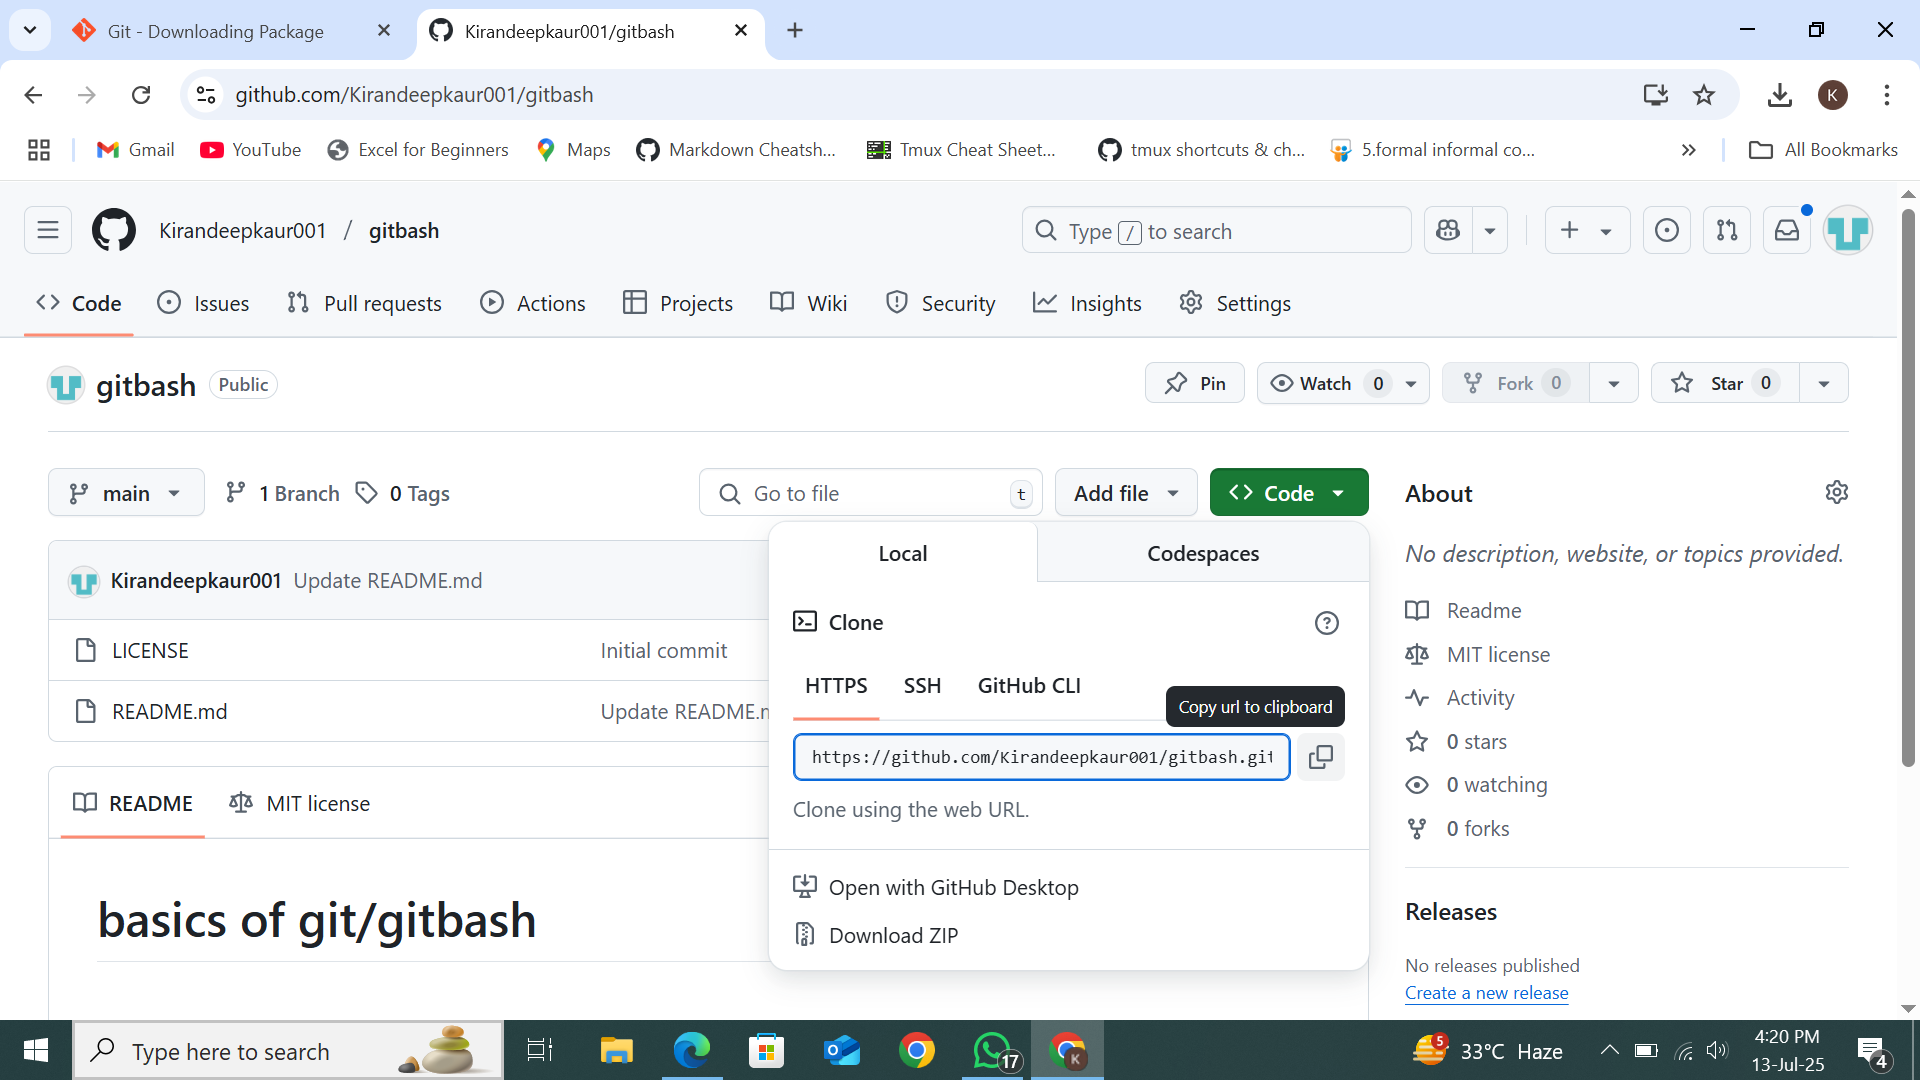 Git - Downloading Package
Kirandeepkaur001/gitbash
github.com/Kirandeepkaur001/gitbash
K
Gmail
YouTube
Excel for Beginners
Maps
Markdown Cheatsh...
Tmux Cheat Sheet...
tmux shortcuts & ch...
5.formal informal co...
All Bookmarks
Kirandeepkaur001 / gitbash
Type / to search
Code
Issues
Pull requests
Actions
Projects
Wiki
Security
Insights
Settings
gitbash Public
Pin
Watch 0
Fork 0
Star 0
main
1 Branch
0 Tags
Go to file t
Add file
Code
Kirandeepkaur001 Update README.md
LICENSE Initial commit
README.md Update README.m
README
MIT license
basics of git/gitbash
Local
Codespaces
Clone
HTTPS SSH GitHub CLI
Copy url to clipboard
https://github.com/Kirandeepkaur001/gitbash.git
Clone using the web URL.
Open with GitHub Desktop
Download ZIP
About
No description, website, or topics provided.
Readme
MIT license
Activity
0 stars
0 watching
0 forks
Releases
No releases published
Create a new release
Type here to search
17
K
5
33°C Haze
4:20 PM
13-Jul-25
4